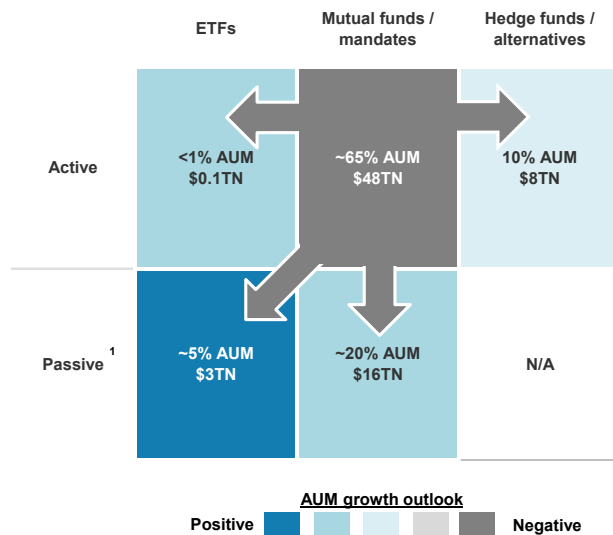 ETFs
Mutual funds /
mandates
Hedge funds /
alternatives
Active
<1% AUM
$0.1TN
~65% AUM
$48TN
10% AUM
$8TN
Passive ¹
~5% AUM
$3TN
~20% AUM
$16TN
N/A
AUM growth outlook
Positive
Negative